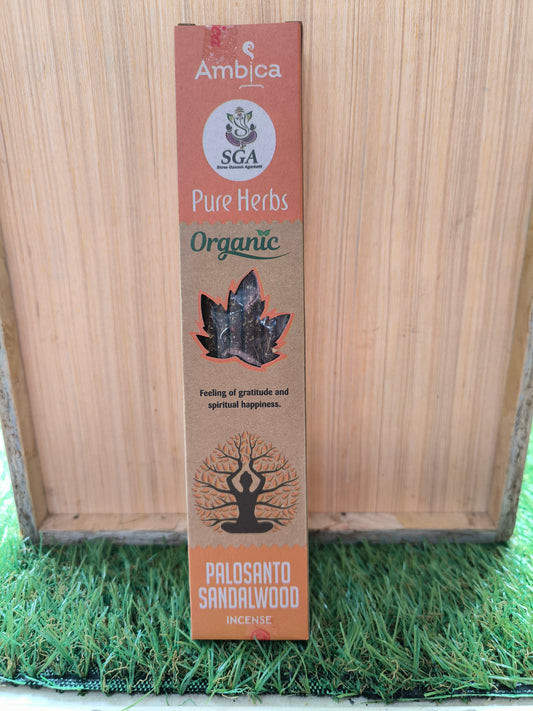 Ambica
SGA
Shree Ganesh Agarbatti
Pure Herbs
Organic
Feeling of gratitude and
spiritual happiness.
PALOSANTO
SANDALWOOD
INCENSE